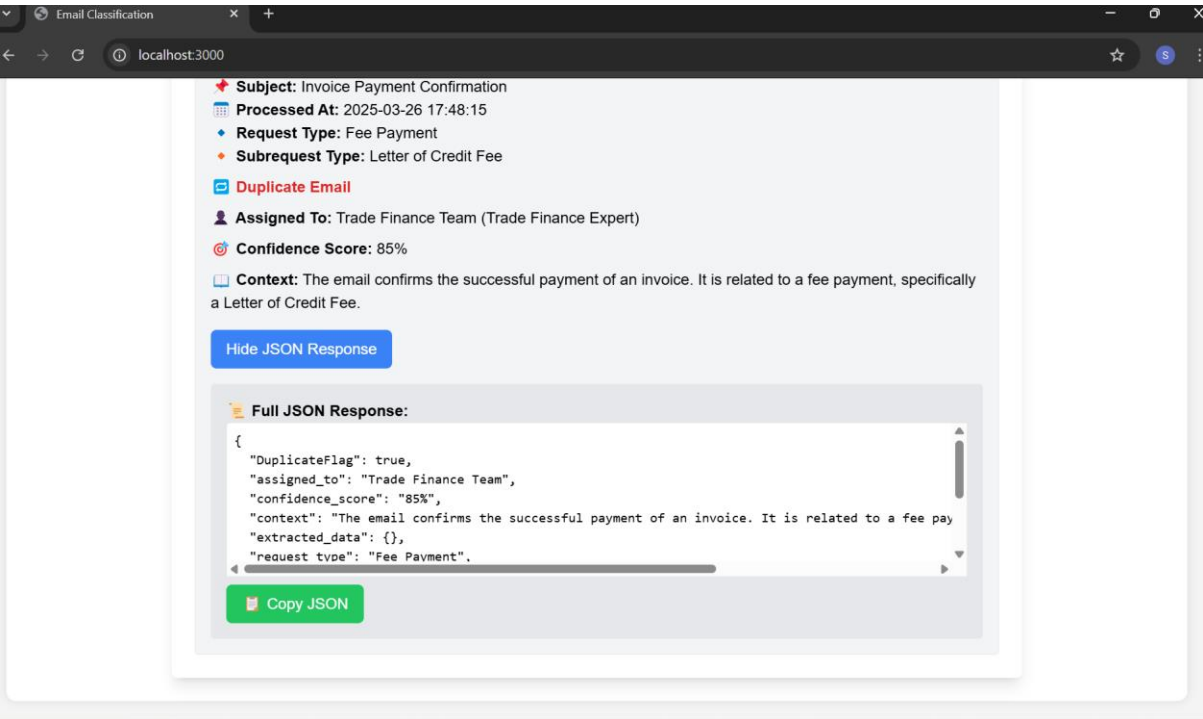 Email Classification
localhost:3000
S
Subject: Invoice Payment Confirmation
Processed At: 2025-03-26 17:48:15
Request Type: Fee Payment
Subrequest Type: Letter of Credit Fee
Duplicate Email
Assigned To: Trade Finance Team (Trade Finance Expert)
Confidence Score: 85%
Context: The email confirms the successful payment of an invoice. It is related to a fee payment, specifically
a Letter of Credit Fee.
Hide JSON Response
Full JSON Response:
{
"DuplicateFlag": true,
"assigned_to": "Trade Finance Team",
"confidence_score": "85%",
"context": "The email confirms the successful payment of an invoice. It is related to a fee pay
"extracted_data": {},
"request_type": "Fee Payment",
Copy JSON